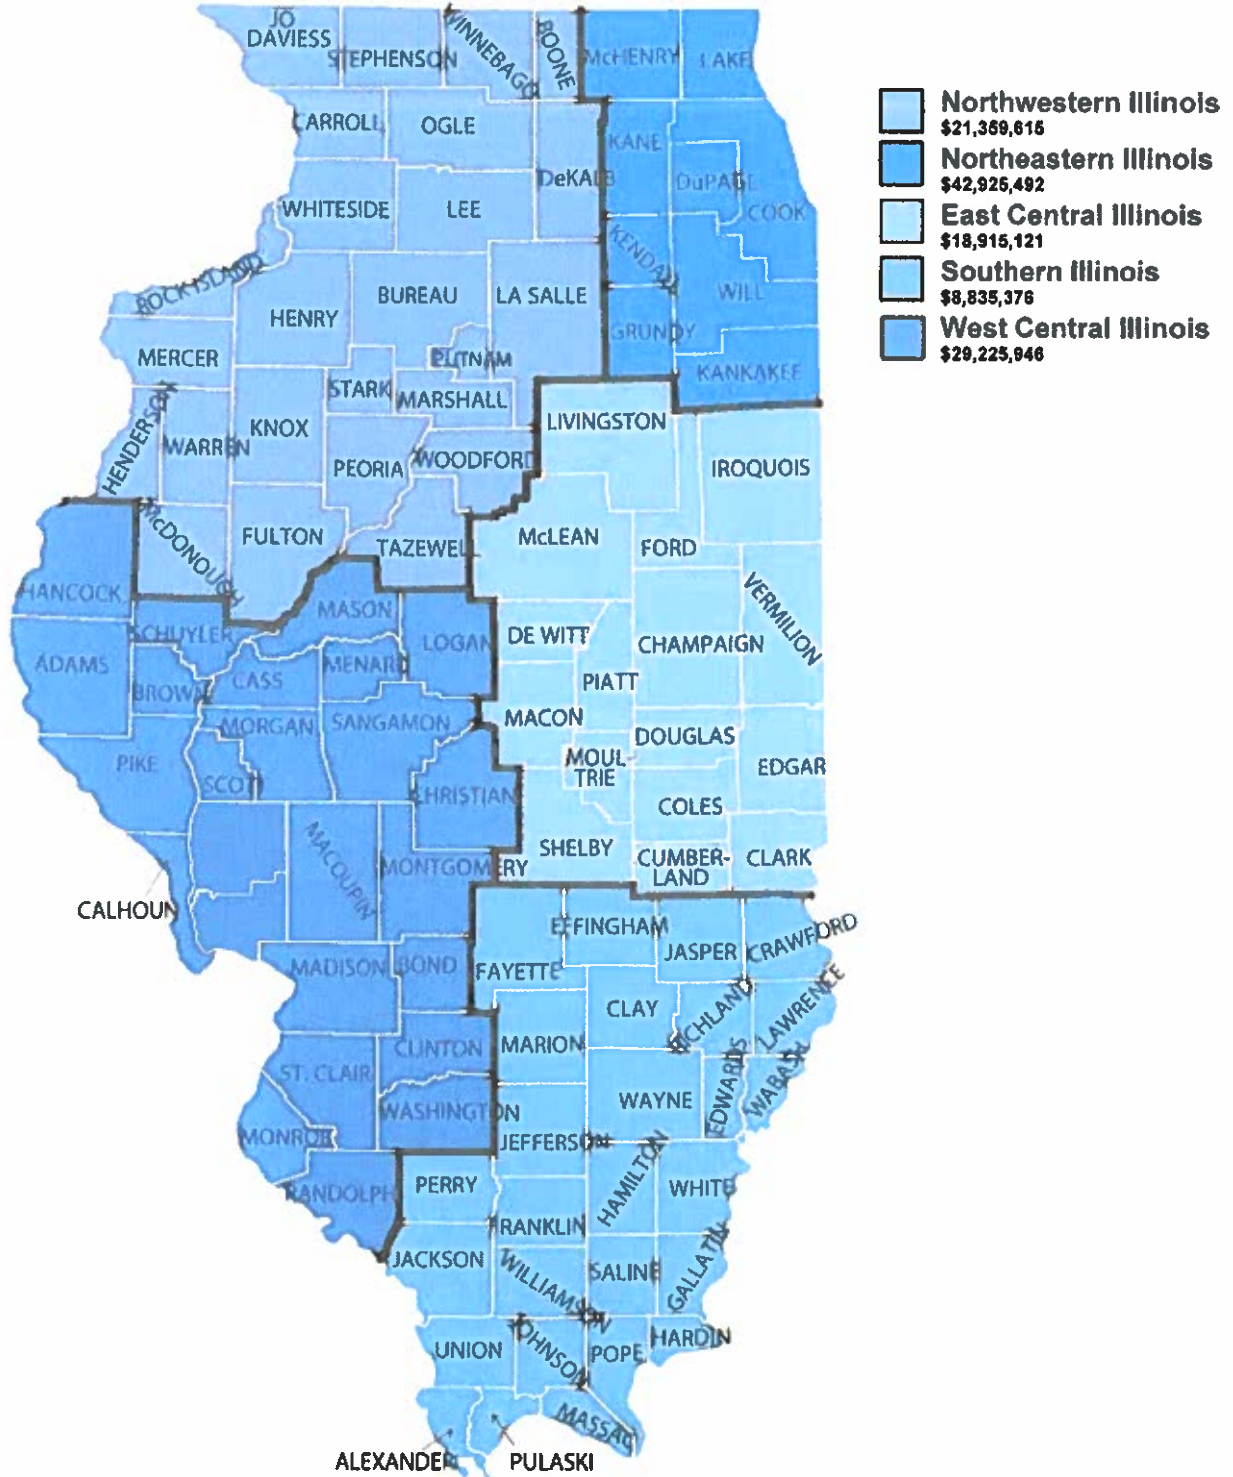 JO
DAVIESS
STEPHENSON
WINNEBAGO
BOONE
McHENRY
LAKE
Northwestern Illinois
$21,359,615
Northeastern Illinois
$42,925,492
East Central Illinois
$18,915,121
Southern Illinois
$8,835,376
West Central Illinois
$29,225,946
CARROLL
OGLE
KANE
DeKALB
DuPAGE
COOK
WHITESIDE
LEE
KENDALL
ROCK ISLAND
BUREAU
LA SALLE
WILL
HENRY
GRUNDY
MERCER
PUTNAM
KANKAKEE
STARK
MARSHALL
HENDERSON
WARREN
KNOX
LIVINGSTON
PEORIA
WOODFORD
IROQUOIS
McDONOUGH
FULTON
TAZEWELL
McLEAN
FORD
HANCOCK
MASON
VERMILION
SCHUYLER
LOGAN
DE WITT
CHAMPAIGN
ADAMS
MENARD
BROWN
CASS
PIATT
MORGAN
SANGAMON
MACON
DOUGLAS
PIKE
MOUL
TRIE
EDGAR
SCOTT
CHRISTIAN
COLES
MACOUPIN
SHELBY
MONTGOMERY
CUMBER-
LAND
CLARK
CALHOUN
EFFINGHAM
JASPER
CRAWFORD
MADISON
BOND
FAYETTE
CLAY
RICHLAND
LAWRENCE
CLINTON
MARION
ST. CLAIR
EDWARDS
WABASH
WASHINGTON
WAYNE
MONROE
JEFFERSON
RANDOLPH
PERRY
HAMILTON
WHITE
FRANKLIN
JACKSON
WILLIAMSON
SALINE
GALLATIN
UNION
JOHNSON
POPE
HARDIN
MASSAC
ALEXANDER
PULASKI